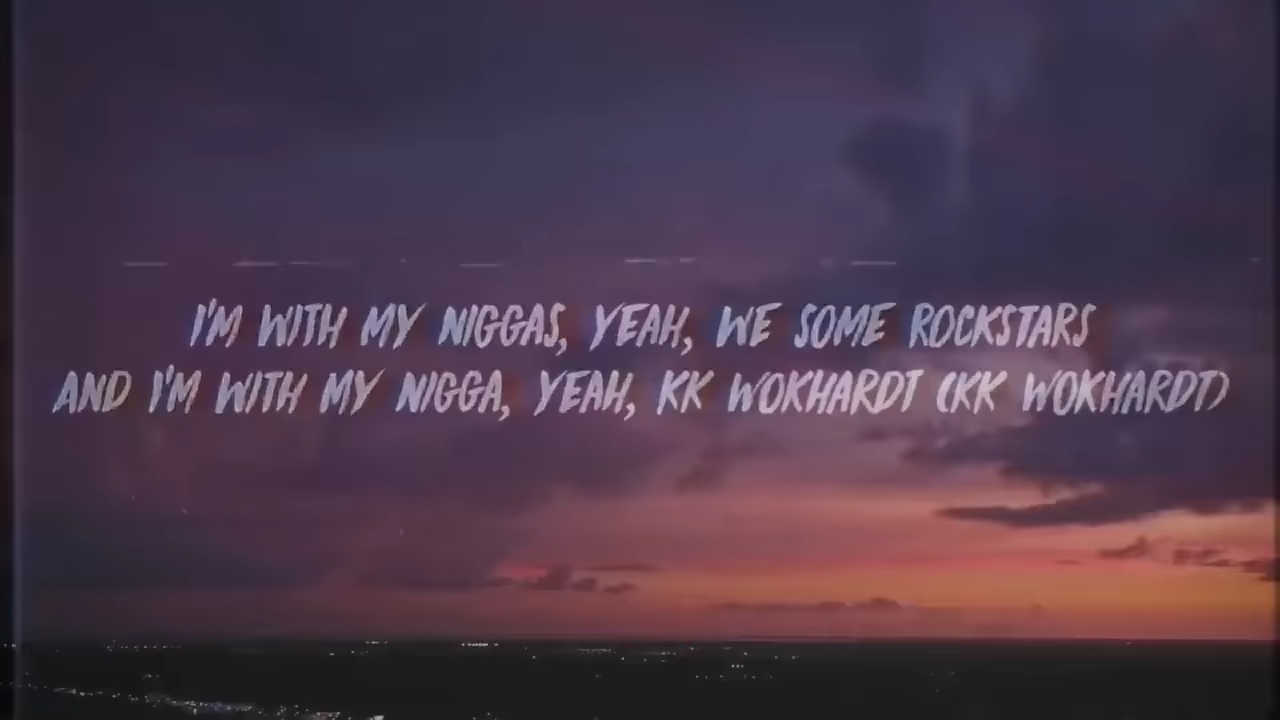 I'M WITH MY NIGGAS, YEAH, WE SOME ROCKSTARS
AND I'M WITH MY NIGGA, YEAH, KK WOKHARDT (KK WOKHARDT)